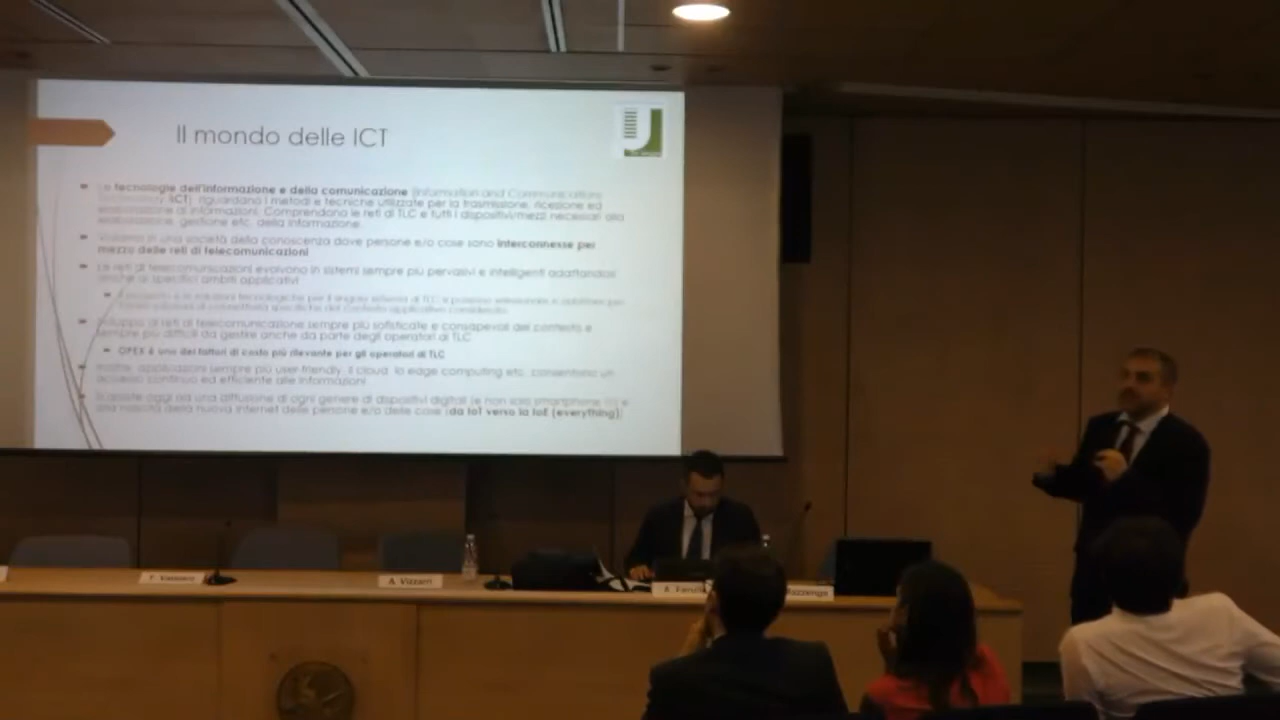 Il mondo delle ICT
Le tecnologie dell'informazione e della comunicazione (Information and Communications
Technology, ICT) riguardano i metodi e tecniche utilizzate per la trasmissione, ricezione ed
elaborazione di informazioni. Comprendono le reti di TLC e tutti i dispositivi/mezzi necessari alla
elaborazione, gestione etc. della informazione.
Viviamo in una società della conoscenza dove persone e/o cose sono interconnesse per
mezzo delle reti di telecomunicazioni
Le reti di telecomunicazioni evolvono in sistemi sempre più pervasivi e intelligenti adattandosi
anche a specifici ambiti applicativi
Sviluppo di reti di telecomunicazione sempre più sofisticate e consapevoli del contesto e
sempre più difficili da gestire anche da parte degli operatori di TLC
OPEX è uno dei fattori di costo più rilevante per gli operatori di TLC
Inoltre, applicazioni sempre più user-friendly, il cloud, lo edge computing etc. consentono un
accesso continuo ed efficiente alle informazioni
Si assiste oggi sia una diffusione di ogni genere di dispositivi digitali (e non solo smartphone !!!) e
una nascita della nuova Internet delle persone e/o delle cose (da IoT verso la IoE (everything)
A. Vizzarri